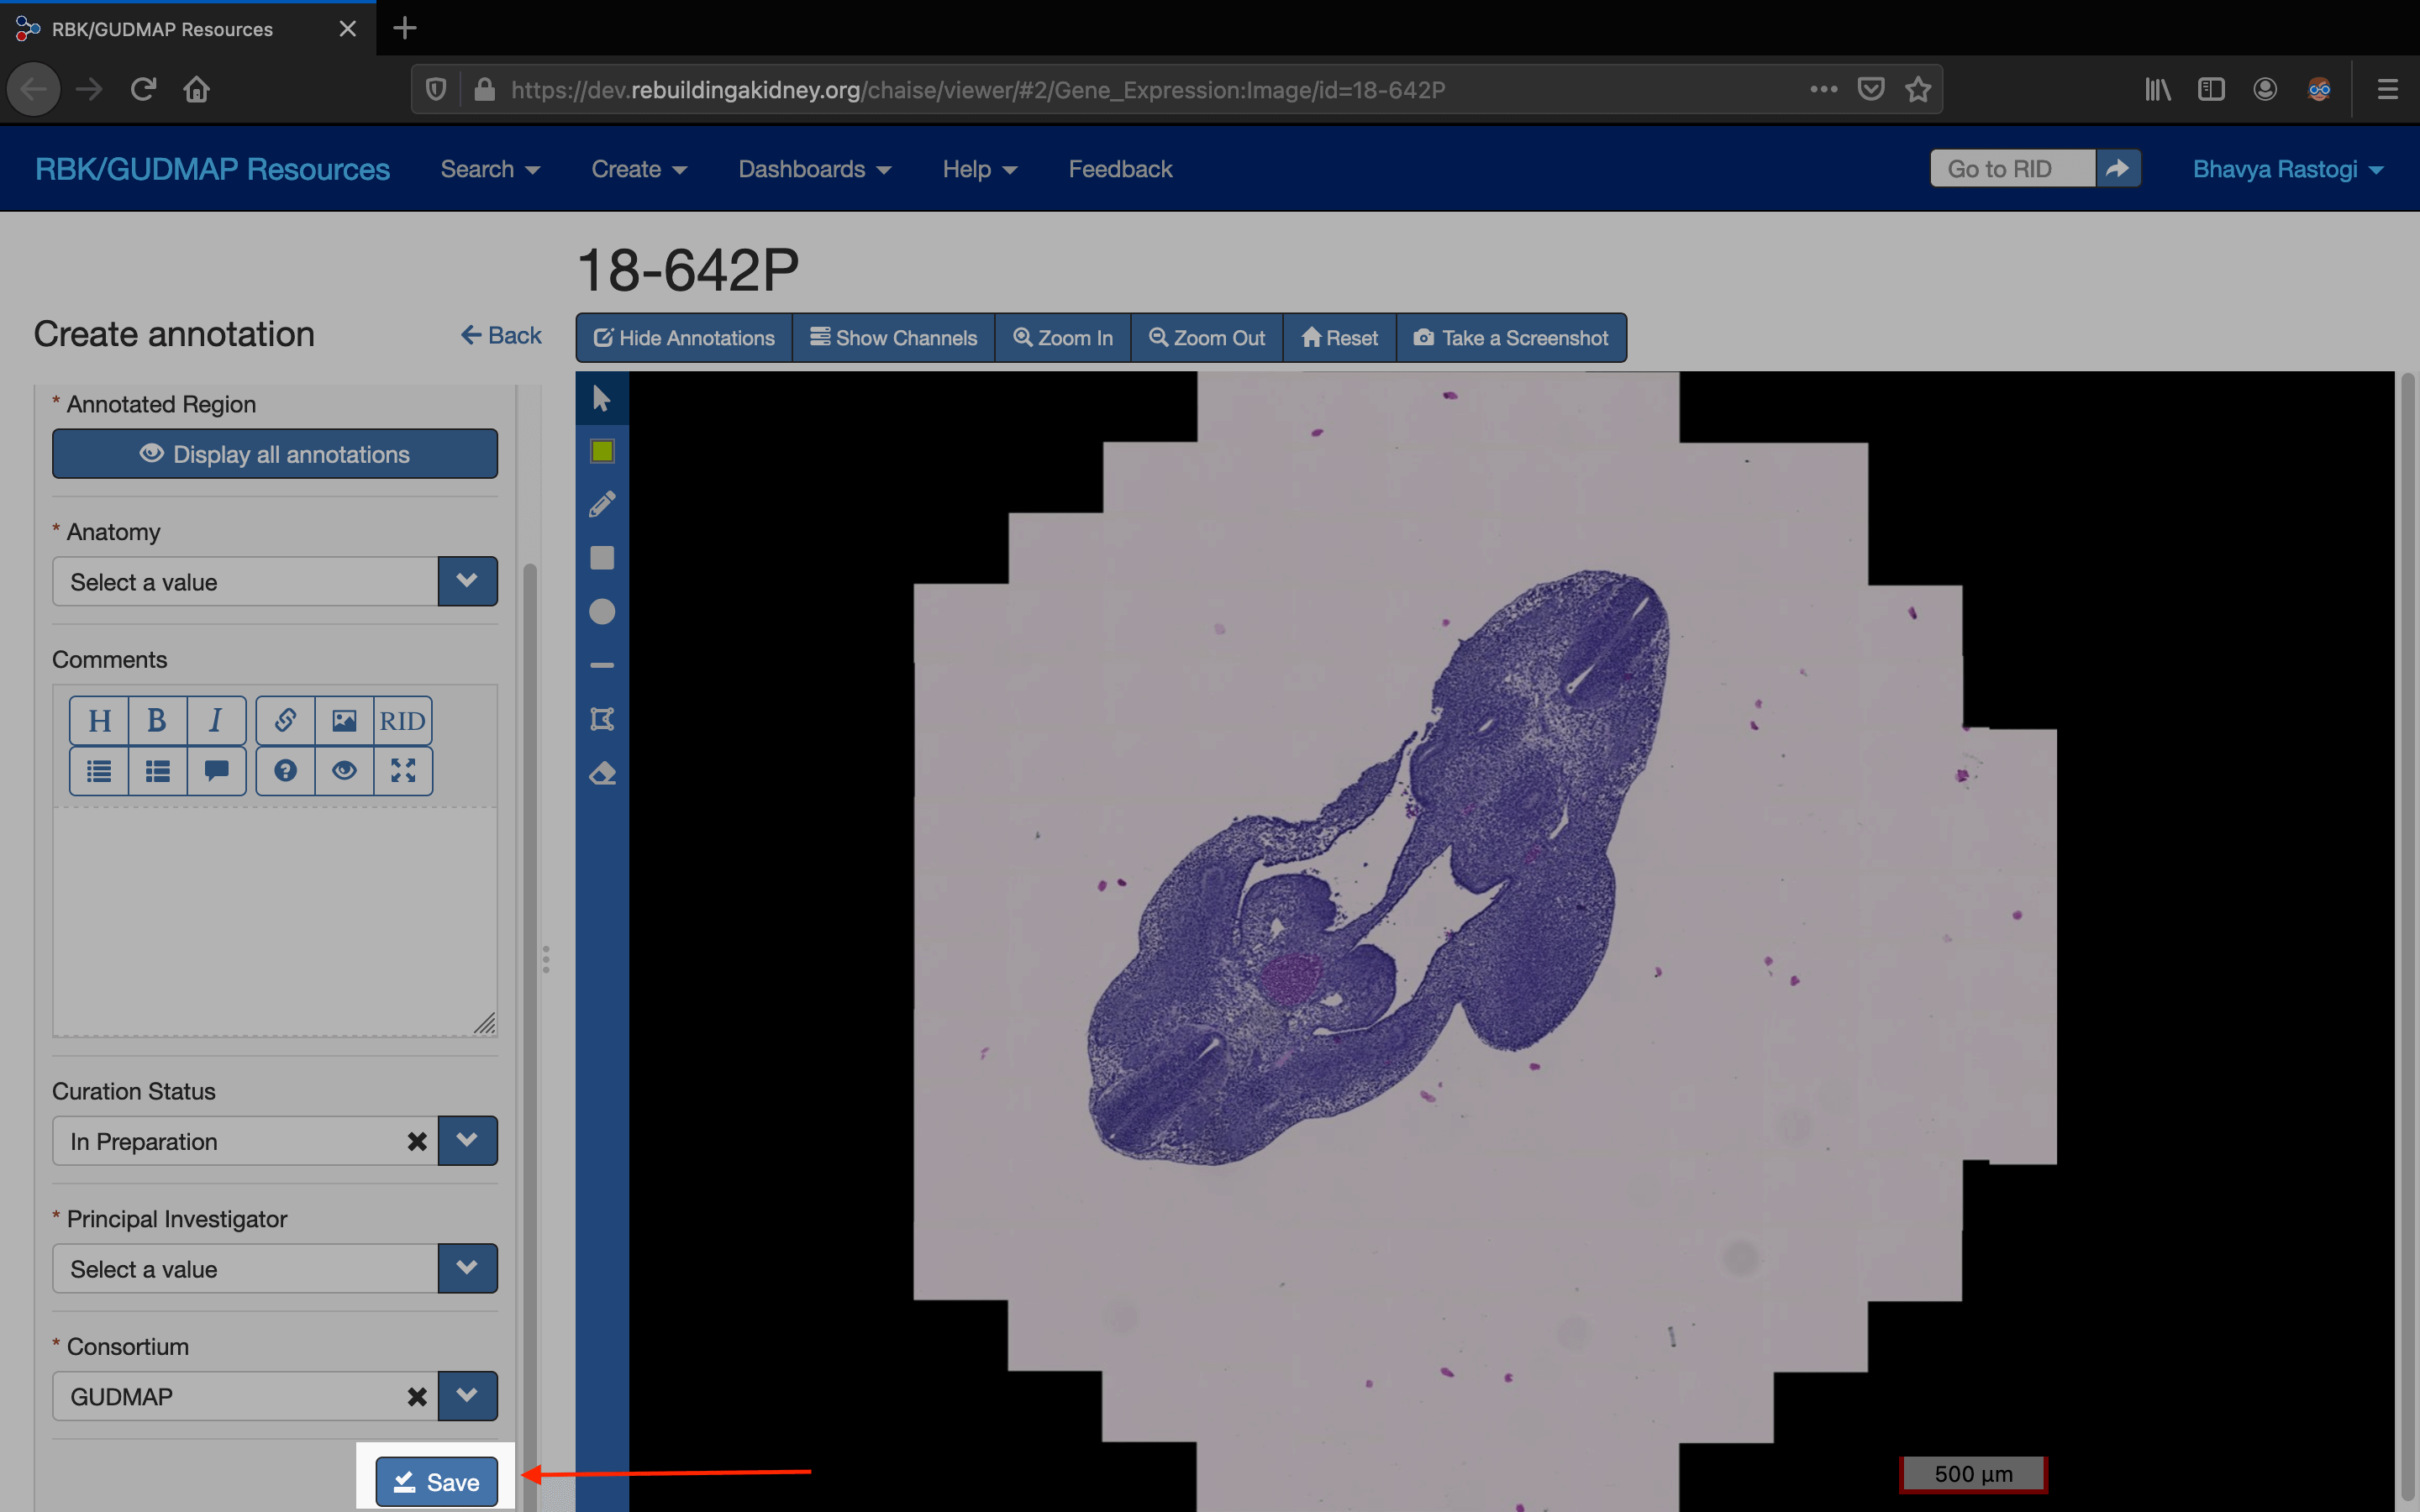 RBK/GUDMAP Resources
https://dev.rebuildingakidney.org/chaise/viewer/#2/Gene_Expression:Image/id=18-642P
RBK/GUDMAP Resources Search Create Dashboards Help Feedback Go to RID Bhavya Rastogi
18-642P
Create annotation Back
Hide Annotations Show Channels Zoom In Zoom Out Reset Take a Screenshot
* Annotated Region
Display all annotations
* Anatomy
Select a value
Comments
H B I RID
Curation Status
In Preparation
* Principal Investigator
Select a value
* Consortium
GUDMAP
Save
500 µm